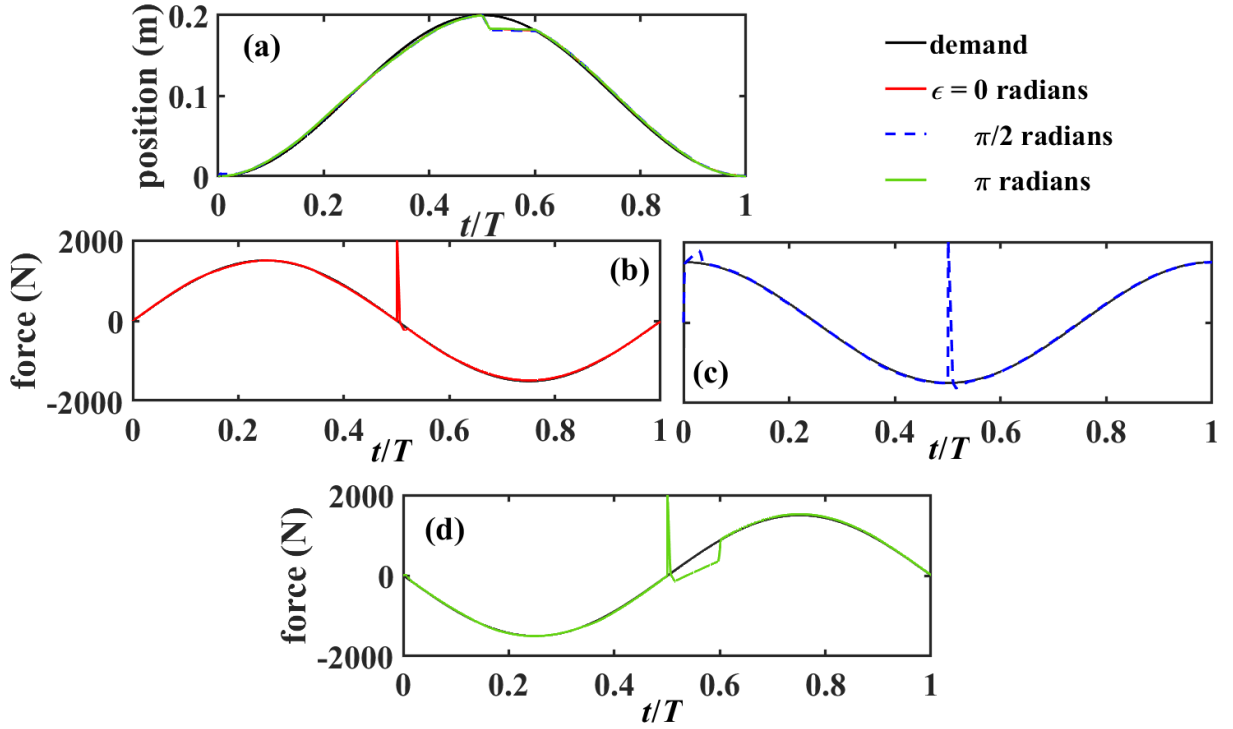 0.2
0.1
0
position (m)
(a)
0 0.2 0.4 0.6 0.8 1
t/T
demand
ϵ = 0 radians
π/2 radians
π radians
2000
0
-2000
force (N)
(b)
0 0.2 0.4 0.6 0.8 1
t/T
(c)
0 0.2 0.4 0.6 0.8 1
t/T
2000
0
-2000
force (N)
(d)
0 0.2 0.4 0.6 0.8 1
t/T